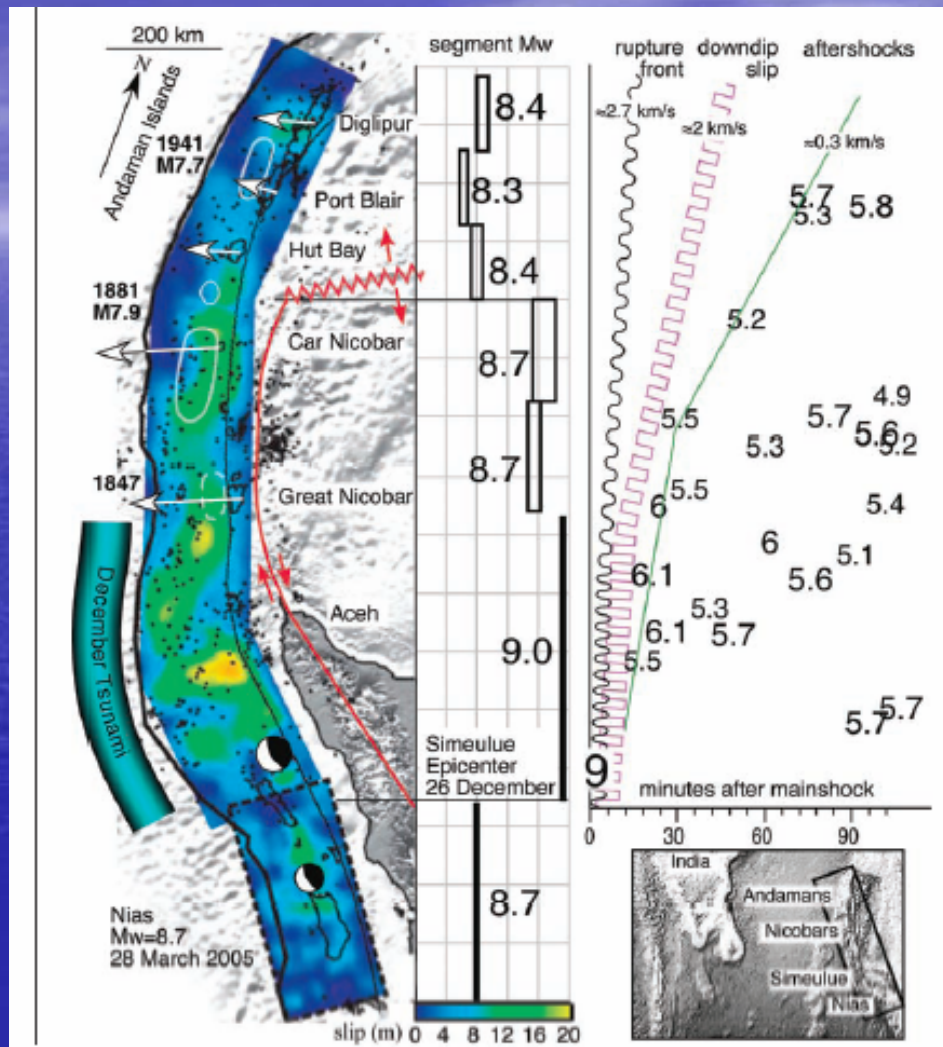 200 km
N
Andaman Islands
1941
M7.7
Diglipur
Port Blair
Hut Bay
1881
M7.9
Car Nicobar
1847
Great Nicobar
December Tsunami
Aceh
Simeulue
Epicenter
26 December
Nias
Mw=8.7
28 March 2005
segment Mw
8.4
8.3
8.4
8.7
8.7
9.0
8.7
slip (m) 0 4 8 12 16 20
rupture front
downdip slip
aftershocks
≈2.7 km/s
≈2 km/s
≈0.3 km/s
5.7
5.3
5.8
5.2
4.9
5.5
5.7
5.6
5.3
5.2
5.5
6
5.4
6
5.1
6.1
5.6
5.3
6.1
5.7
5.5
5.7
5.7
9
minutes after mainshock
0 30 60 90
India
Andamans
Nicobars
Simeulue
Nias